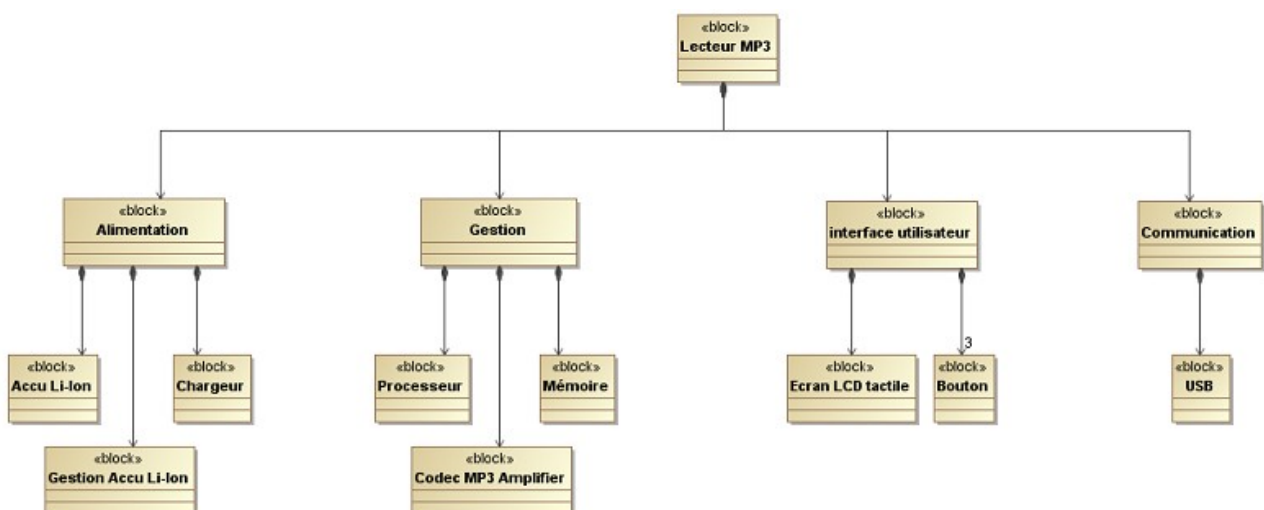 «block»
Lecteur MP3
«block»
Alimentation
«block»
Gestion
«block»
interface utilisateur
«block»
Communication
«block»
Accu Li-Ion
«block»
Chargeur
«block»
Processeur
«block»
Mémoire
«block»
Ecran LCD tactile
3
«block»
Bouton
«block»
USB
«block»
Gestion Accu Li-Ion
«block»
Codec MP3 Amplifier